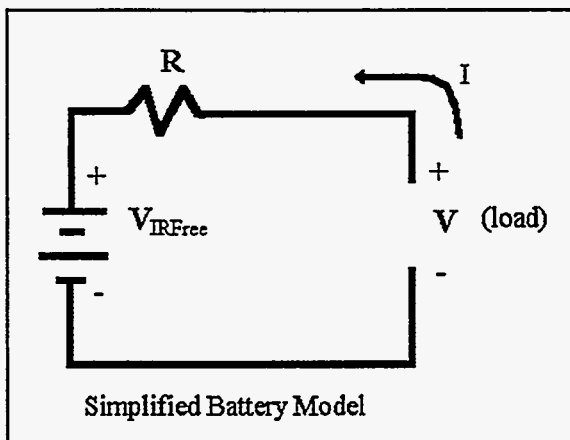 R
I
+
V_IRFree
-
+
V (load)
-
Simplified Battery Model